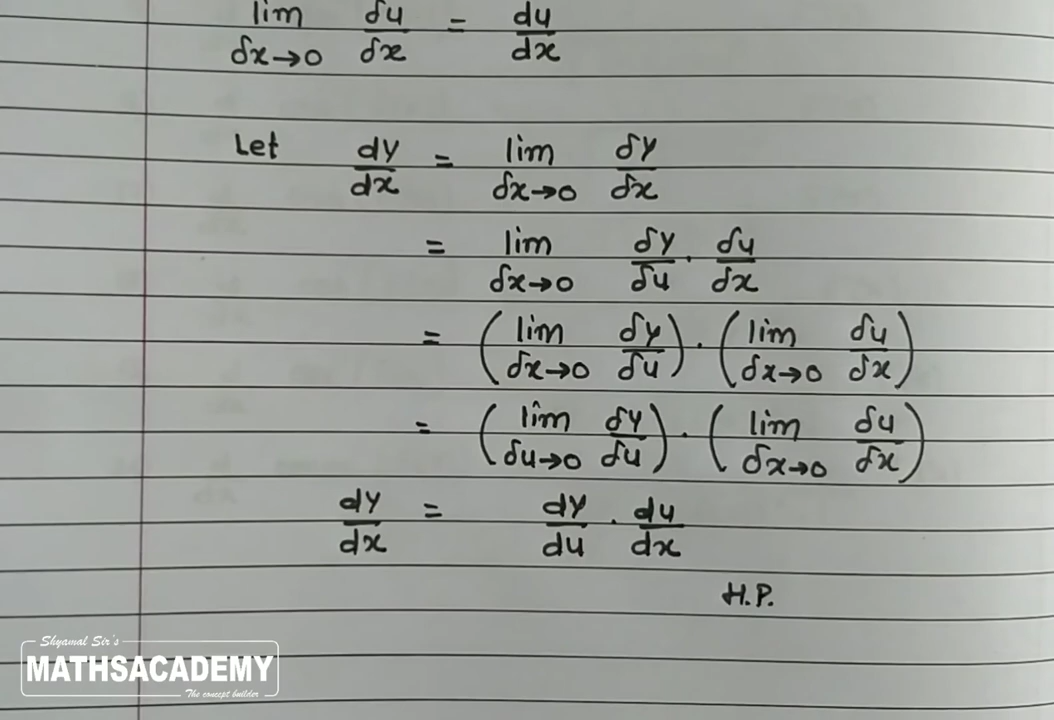 lim δx→0 δu/δx = du/dx
Let dy/dx = lim δx→0 δy/δx
= lim δx→0 δy/δu · δu/δx
= (lim δx→0 δy/δu) · (lim δx→0 δu/δx)
= (lim δu→0 δy/δu) · (lim δx→0 δu/δx)
dy/dx = dy/du · du/dx
H.P.
Shyamal Sir's
MATHSACADEMY
The concept builder